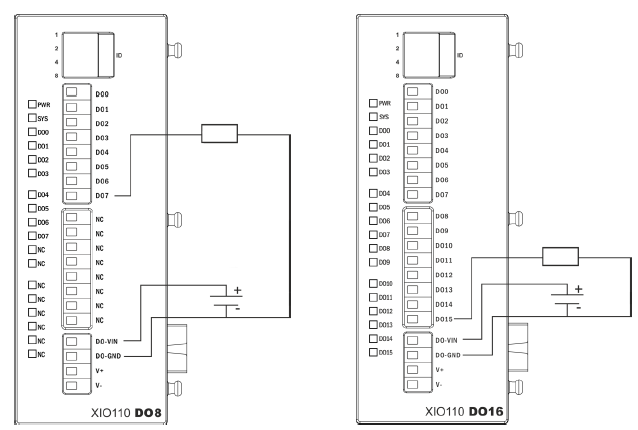 1
2
4
8
ID
PWR
SYS
DO0
DO1
DO2
DO3
DO4
DO5
DO6
DO7
NC
NC
NC
NC
NC
NC
NC
NC
DO0
DO1
DO2
DO3
DO4
DO5
DO6
DO7
NC
NC
NC
NC
NC
NC
NC
NC
DO-VIN
DO-GND
V+
V-
+
-
XIO110 DO8
1
2
4
8
ID
PWR
SYS
DO0
DO1
DO2
DO3
DO4
DO5
DO6
DO7
DO8
DO9
DO10
DO11
DO12
DO13
DO14
DO15
DO0
DO1
DO2
DO3
DO4
DO5
DO6
DO7
DO8
DO9
DO10
DO11
DO12
DO13
DO14
DO15
DO-VIN
DO-GND
V+
V-
+
-
XIO110 DO16